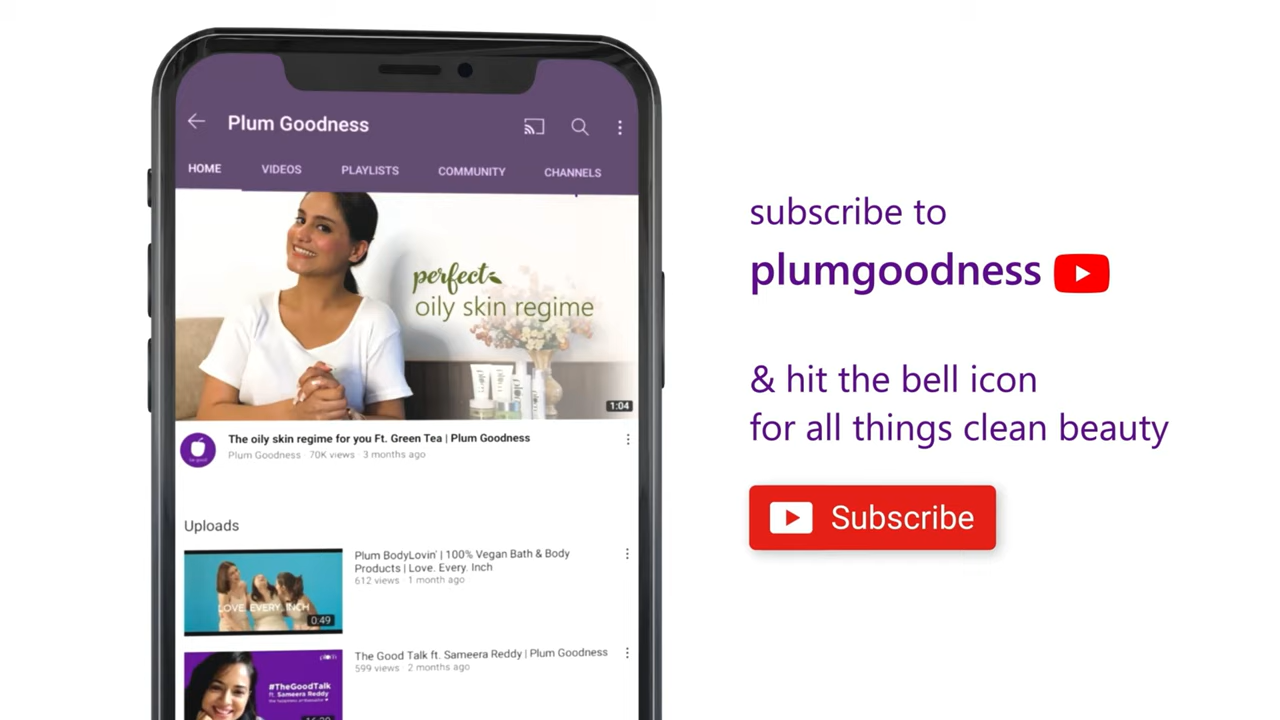 Plum Goodness
HOME
VIDEOS
PLAYLISTS
COMMUNITY
CHANNELS
perfect
oily skin regime
1:04
The oily skin regime for you Ft. Green Tea | Plum Goodness
Plum Goodness · 70K views · 3 months ago
Uploads
LOVE. EVERY. INCH
0:49
Plum BodyLovin' | 100% Vegan Bath & Body
Products | Love. Every. Inch
612 views · 1 month ago
plum
#TheGoodTalk
ft. Sameera Reddy
The Good Talk ft. Sameera Reddy | Plum Goodness
599 views · 2 months ago
subscribe to
plumgoodness
& hit the bell icon
for all things clean beauty
Subscribe